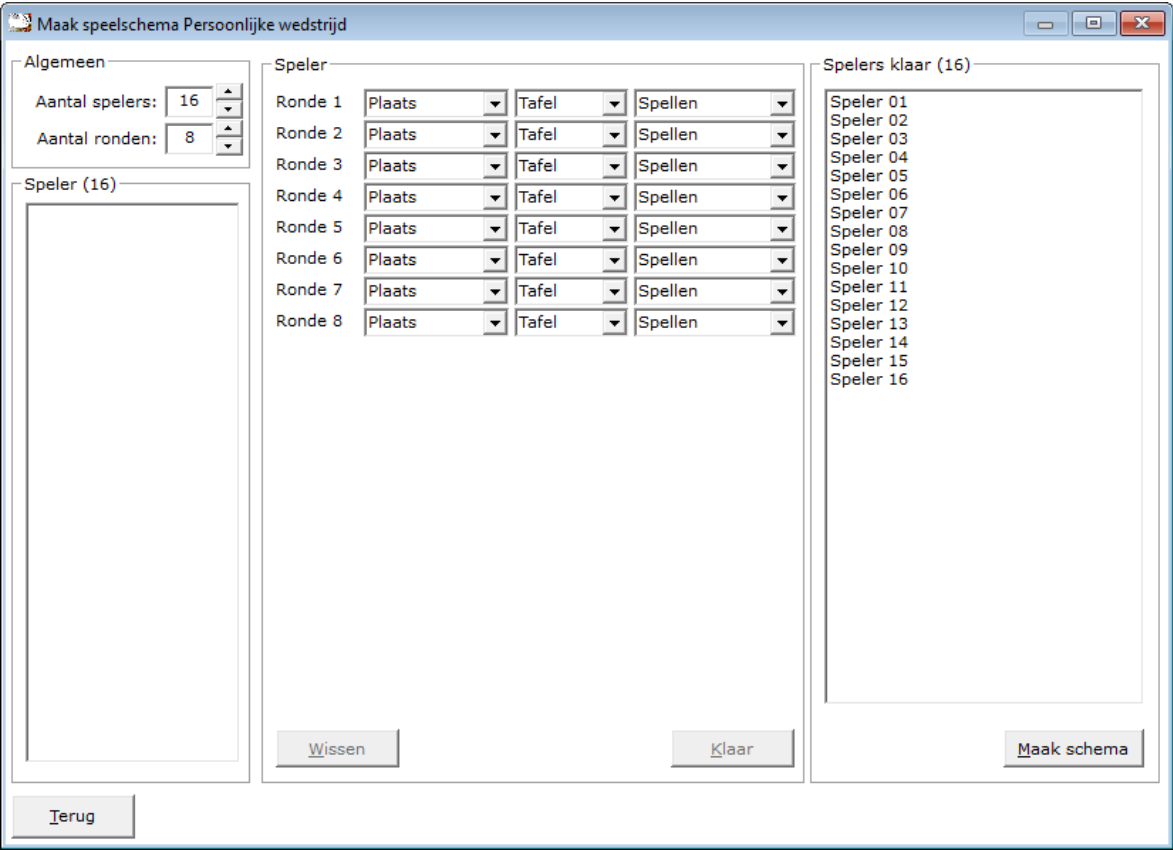 Maak speelschema Persoonlijke wedstrijd
Algemeen
Aantal spelers: 16
Aantal ronden: 8
Speler (16)
Speler
Ronde 1 Plaats Tafel Spellen
Ronde 2 Plaats Tafel Spellen
Ronde 3 Plaats Tafel Spellen
Ronde 4 Plaats Tafel Spellen
Ronde 5 Plaats Tafel Spellen
Ronde 6 Plaats Tafel Spellen
Ronde 7 Plaats Tafel Spellen
Ronde 8 Plaats Tafel Spellen
Wissen
Klaar
Spelers klaar (16)
Speler 01
Speler 02
Speler 03
Speler 04
Speler 05
Speler 06
Speler 07
Speler 08
Speler 09
Speler 10
Speler 11
Speler 12
Speler 13
Speler 14
Speler 15
Speler 16
Maak schema
Terug